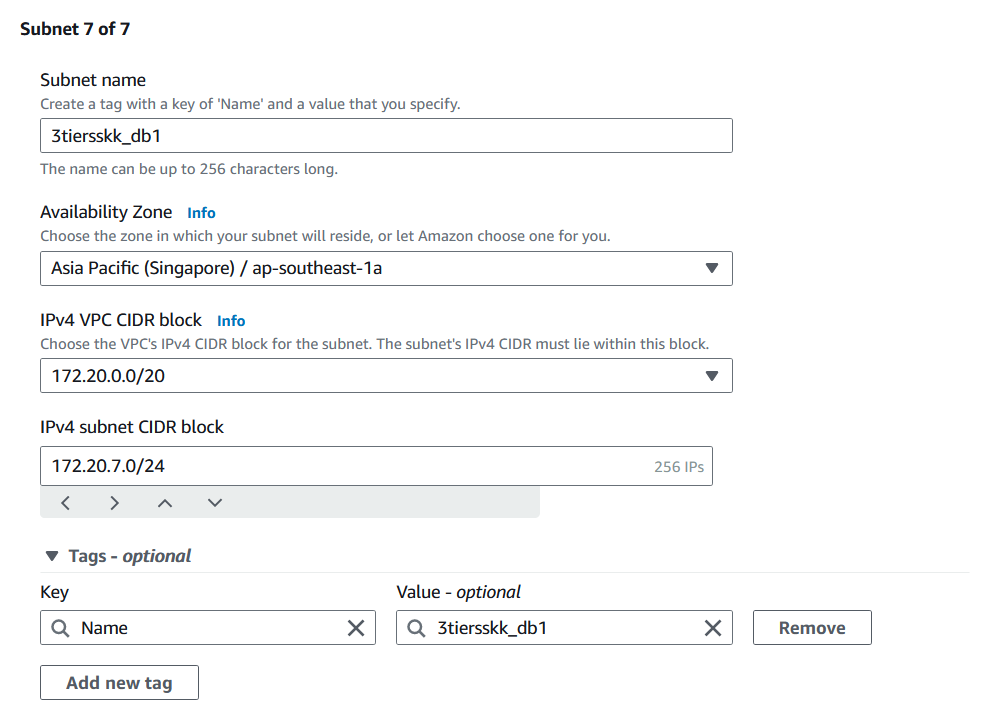 Subnet 7 of 7
Subnet name
Create a tag with a key of 'Name' and a value that you specify.
3tiersskk_db1
The name can be up to 256 characters long.
Availability Zone Info
Choose the zone in which your subnet will reside, or let Amazon choose one for you.
Asia Pacific (Singapore) / ap-southeast-1a
IPv4 VPC CIDR block Info
Choose the VPC's IPv4 CIDR block for the subnet. The subnet's IPv4 CIDR must lie within this block.
172.20.0.0/20
IPv4 subnet CIDR block
172.20.7.0/24 256 IPs
Tags - optional
Key Value - optional
Name 3tiersskk_db1 Remove
Add new tag